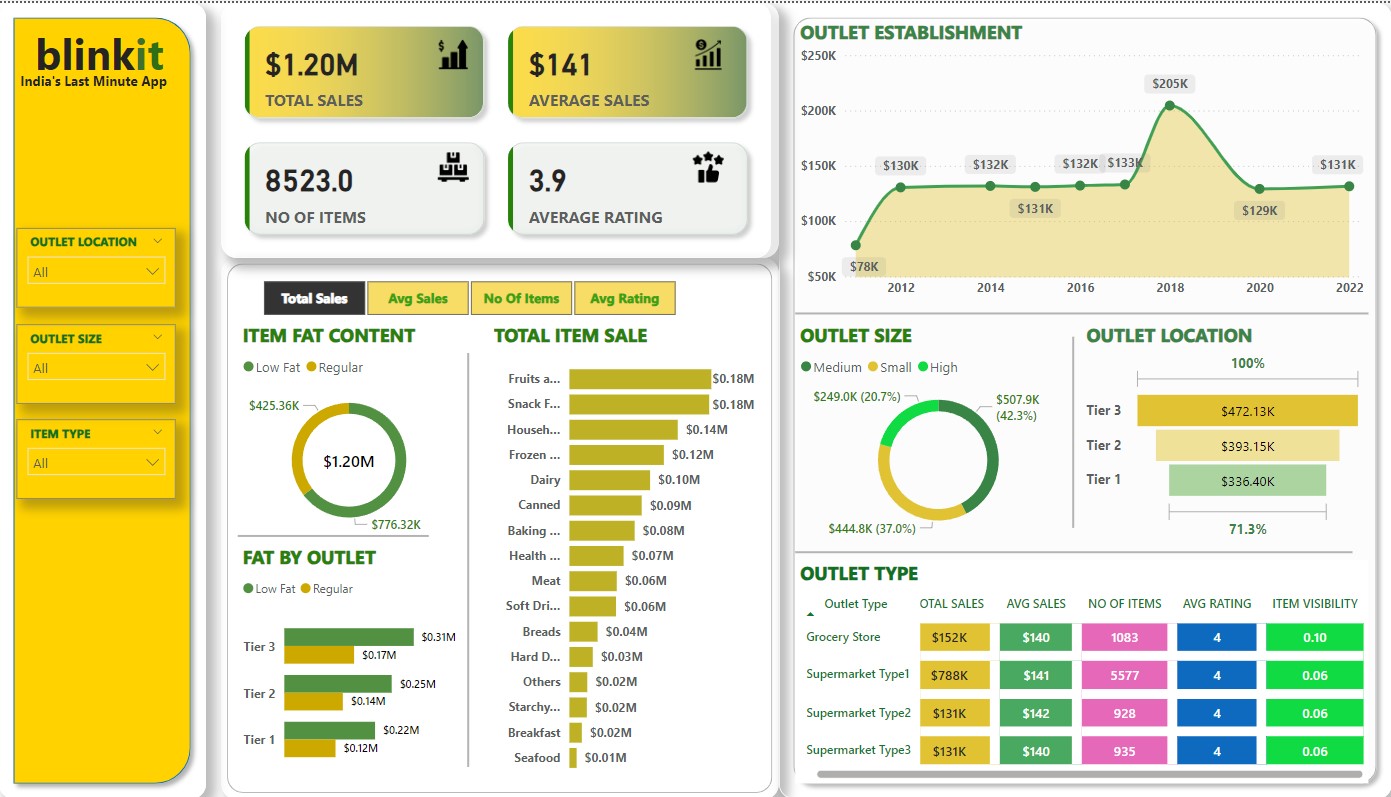 blinkit
India's Last Minute App
OUTLET LOCATION
All
OUTLET SIZE
All
ITEM TYPE
All
$1.20M
TOTAL SALES
$141
AVERAGE SALES
8523.0
NO OF ITEMS
3.9
AVERAGE RATING
Total Sales Avg Sales No Of Items Avg Rating
ITEM FAT CONTENT
Low Fat Regular
$425.36K
$1.20M
$776.32K
FAT BY OUTLET
Low Fat Regular
Tier 3 $0.31M
$0.17M
Tier 2 $0.25M
$0.14M
Tier 1 $0.22M
$0.12M
TOTAL ITEM SALE
Fruits a... $0.18M
Snack F... $0.18M
Househ... $0.14M
Frozen ... $0.12M
Dairy $0.10M
Canned $0.09M
Baking ... $0.08M
Health ... $0.07M
Meat $0.06M
Soft Dri... $0.06M
Breads $0.04M
Hard D... $0.03M
Others $0.02M
Starchy... $0.02M
Breakfast $0.02M
Seafood $0.01M
OUTLET ESTABLISHMENT
$250K
$200K
$150K
$100K
$50K
$78K
$130K
$132K
$131K
$132K
$133K
$205K
$129K
$131K
2012 2014 2016 2018 2020 2022
OUTLET SIZE
Medium Small High
$249.0K (20.7%)
$507.9K
(42.3%)
$444.8K (37.0%)
OUTLET LOCATION
100%
Tier 3 $472.13K
Tier 2 $393.15K
Tier 1 $336.40K
71.3%
OUTLET TYPE
Outlet Type OTAL SALES AVG SALES NO OF ITEMS AVG RATING ITEM VISIBILITY
Grocery Store $152K $140 1083 4 0.10
Supermarket Type1 $788K $141 5577 4 0.06
Supermarket Type2 $131K $142 928 4 0.06
Supermarket Type3 $131K $140 935 4 0.06